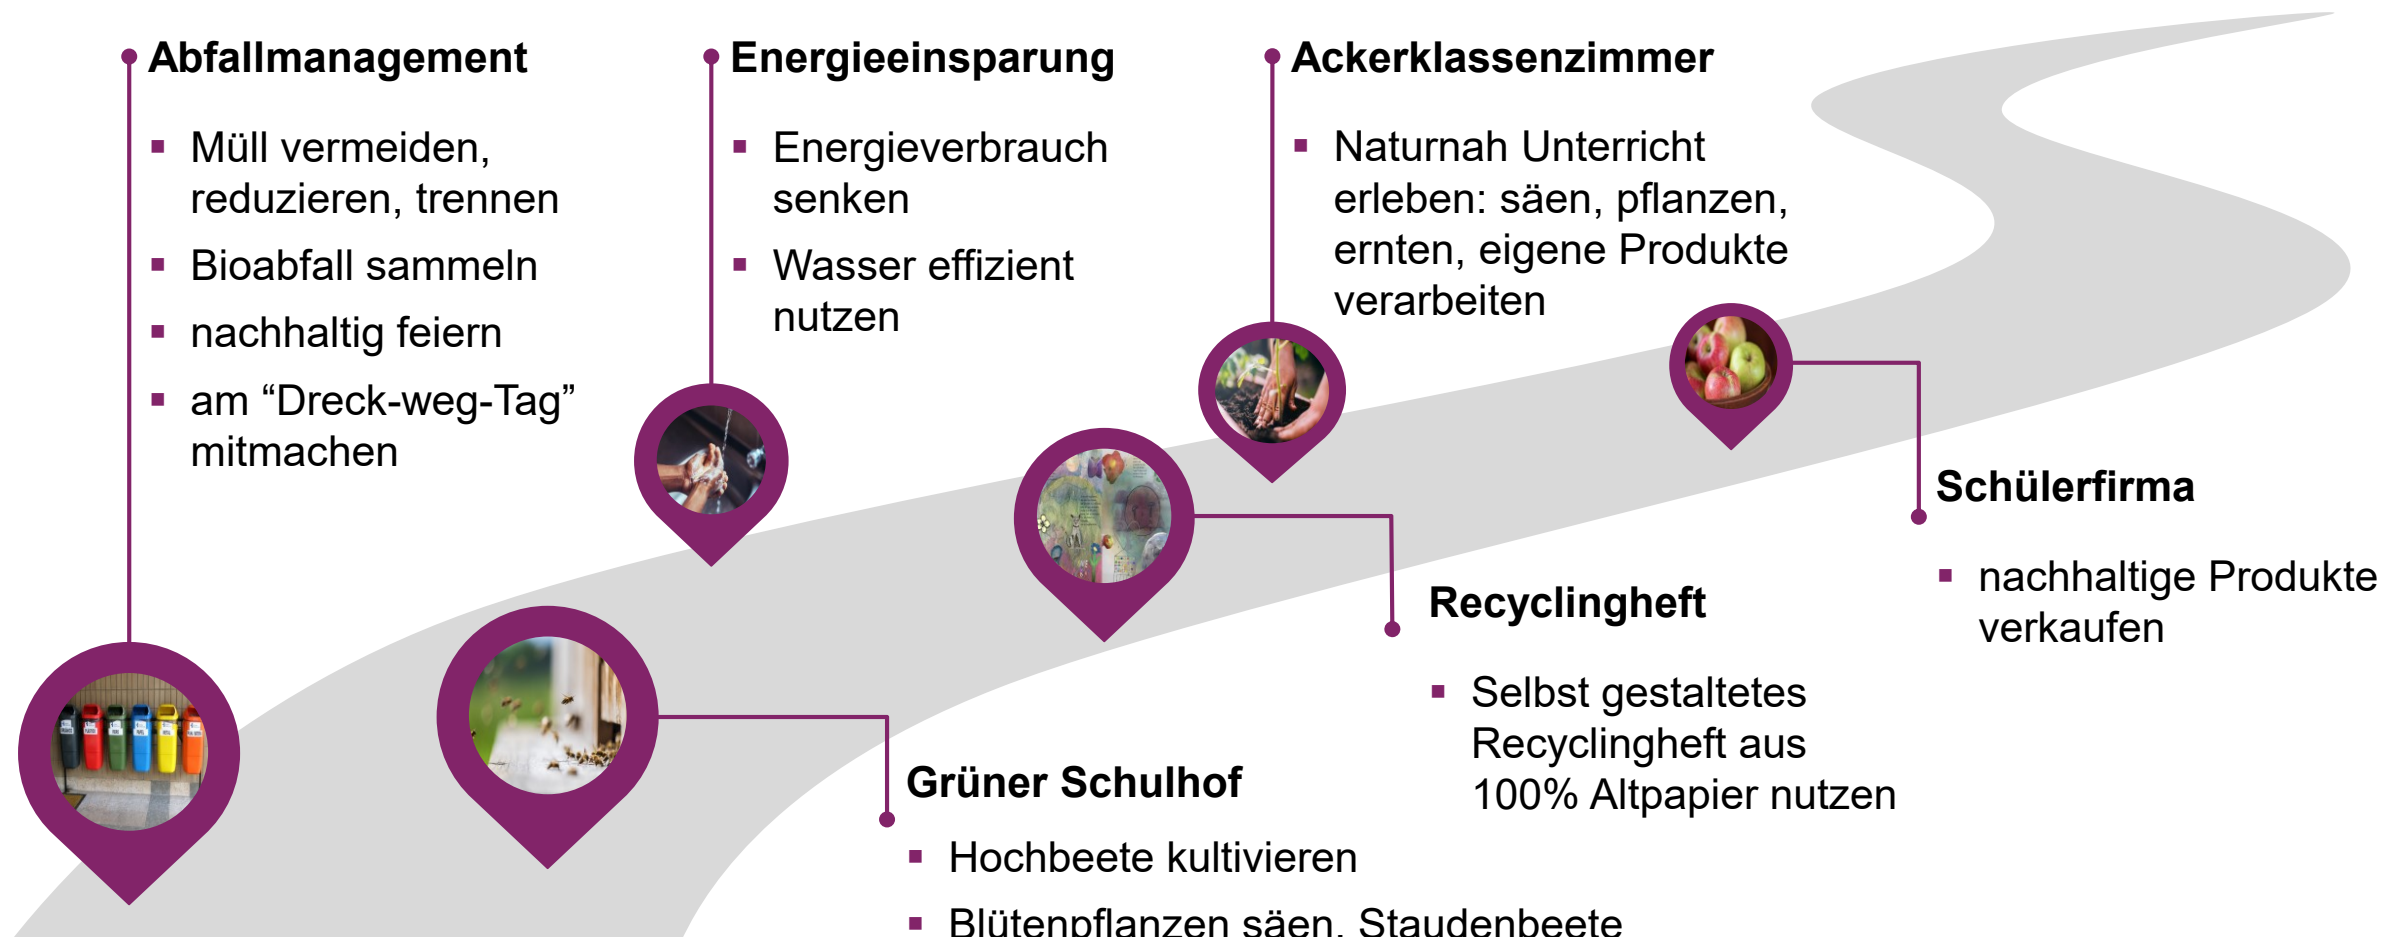 Abfallmanagement
▪ Müll vermeiden,
reduzieren, trennen
▪ Bioabfall sammeln
▪ nachhaltig feiern
▪ am “Dreck-weg-Tag”
mitmachen
Energieeinsparung
▪ Energieverbrauch
senken
▪ Wasser effizient
nutzen
Ackerklassenzimmer
▪ Naturnah Unterricht
erleben: säen, pflanzen,
ernten, eigene Produkte
verarbeiten
Schülerfirma
▪ nachhaltige Produkte
verkaufen
Recyclingheft
▪ Selbst gestaltetes
Recyclingheft aus
100% Altpapier nutzen
Grüner Schulhof
▪ Hochbeete kultivieren
▪ Blütenpflanzen säen, Staudenbeete